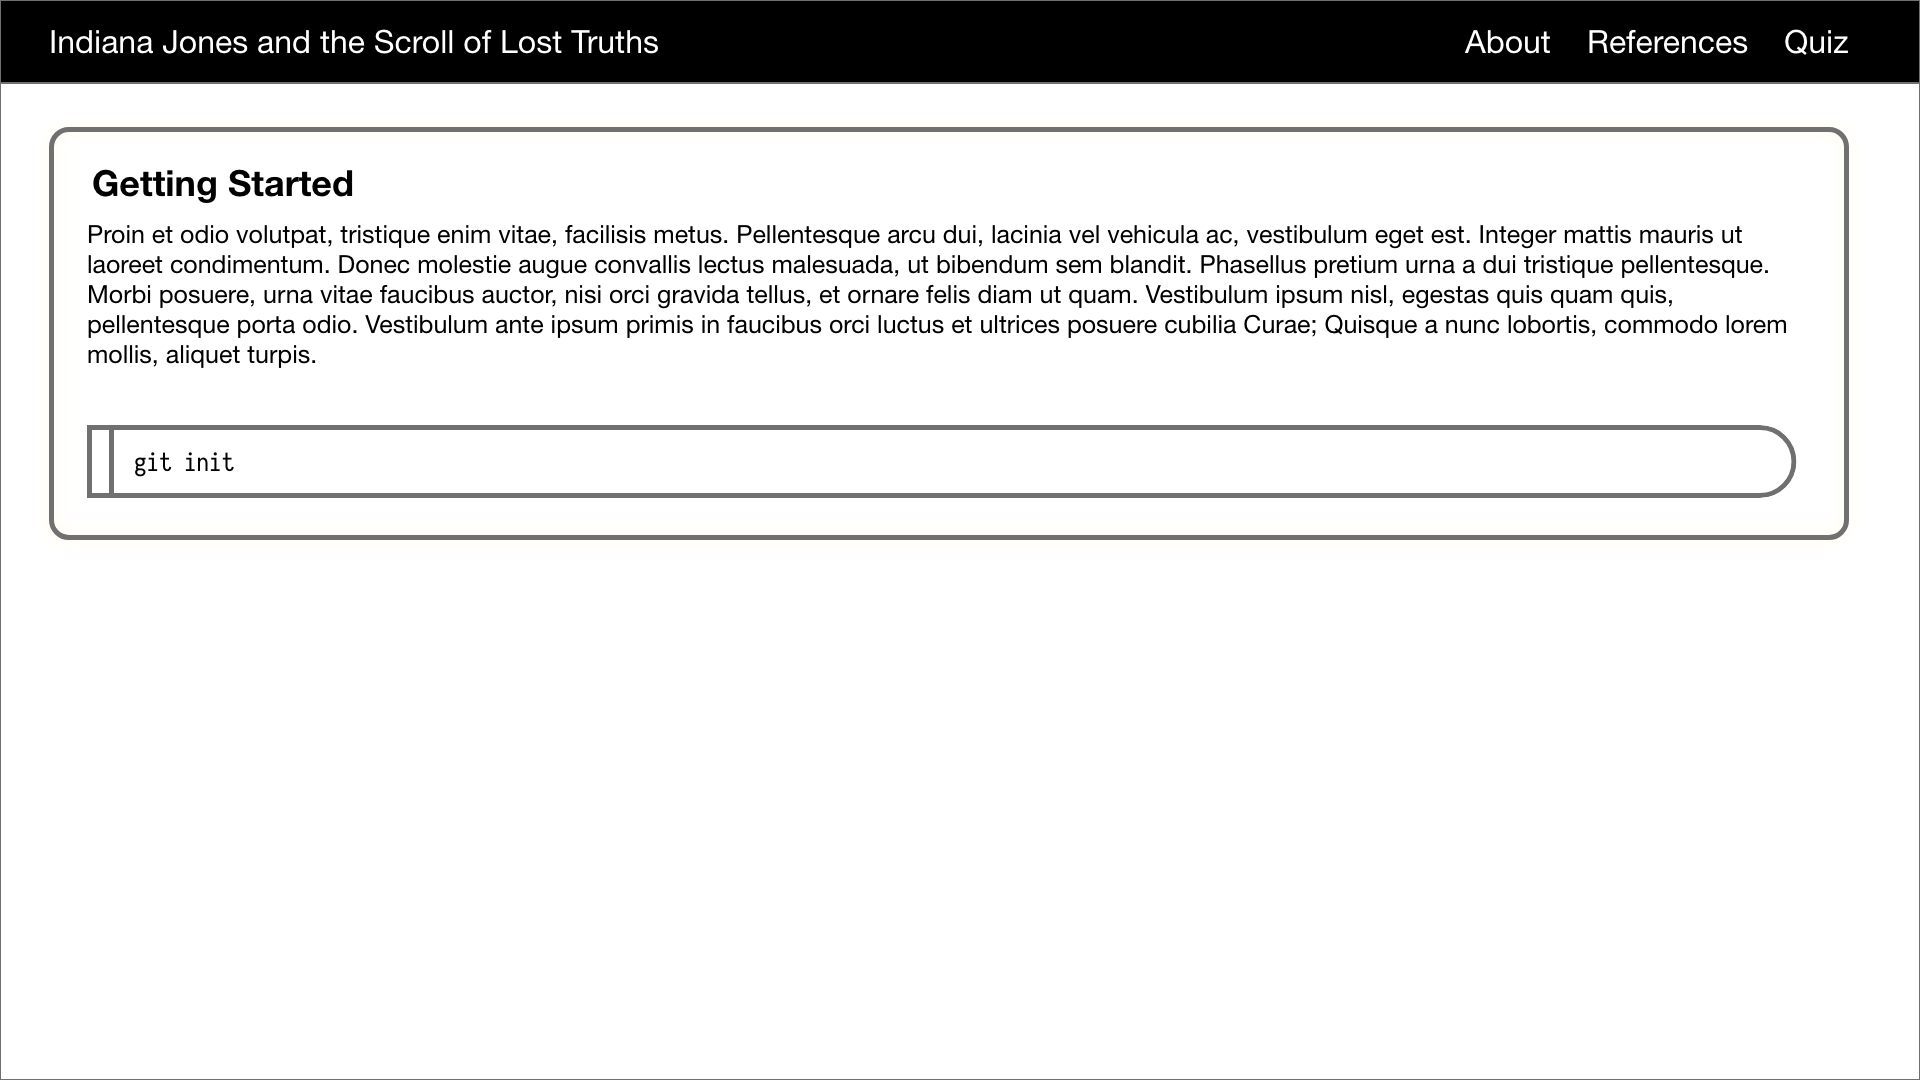 Indiana Jones and the Scroll of Lost Truths
About References Quiz
Getting Started
Proin et odio volutpat, tristique enim vitae, facilisis metus. Pellentesque arcu dui, lacinia vel vehicula ac, vestibulum eget est. Integer mattis mauris ut
laoreet condimentum. Donec molestie augue convallis lectus malesuada, ut bibendum sem blandit. Phasellus pretium urna a dui tristique pellentesque.
Morbi posuere, urna vitae faucibus auctor, nisi orci gravida tellus, et ornare felis diam ut quam. Vestibulum ipsum nisl, egestas quis quam quis,
pellentesque porta odio. Vestibulum ante ipsum primis in faucibus orci luctus et ultrices posuere cubilia Curae; Quisque a nunc lobortis, commodo lorem
mollis, aliquet turpis.
git init